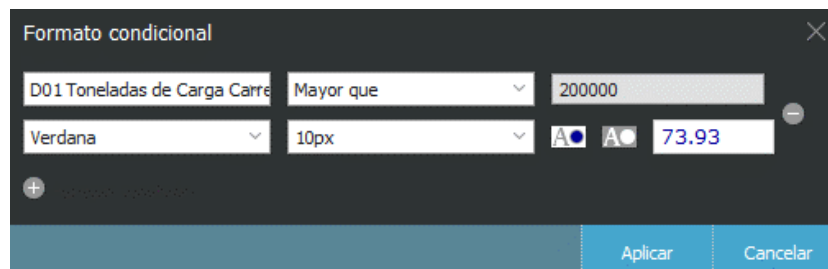 Formato condicional
D01 Toneladas de Carga Carre Mayor que 200000
Verdana 10px A A 73.93
Aplicar Cancelar